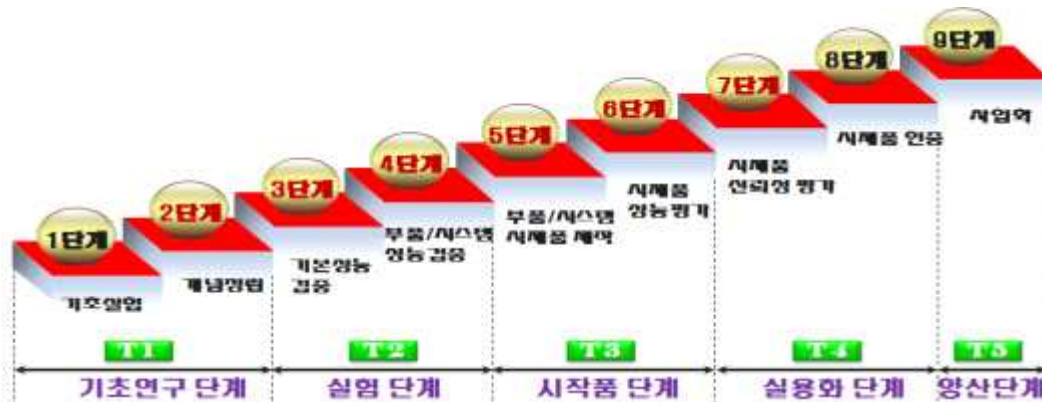 1단계
2단계
3단계
4단계
5단계
6단계
7단계
8단계
9단계
기초실험
개념정립
기본성능
검증
부품/시스템
성능검증
부품/시스템
시제품 제작
시제품
성능평가
시제품
신뢰성 평가
시제품 인증
사업화
T1
T2
T3
T4
T5
기초연구 단계
실험 단계
시작품 단계
실용화 단계
양산단계